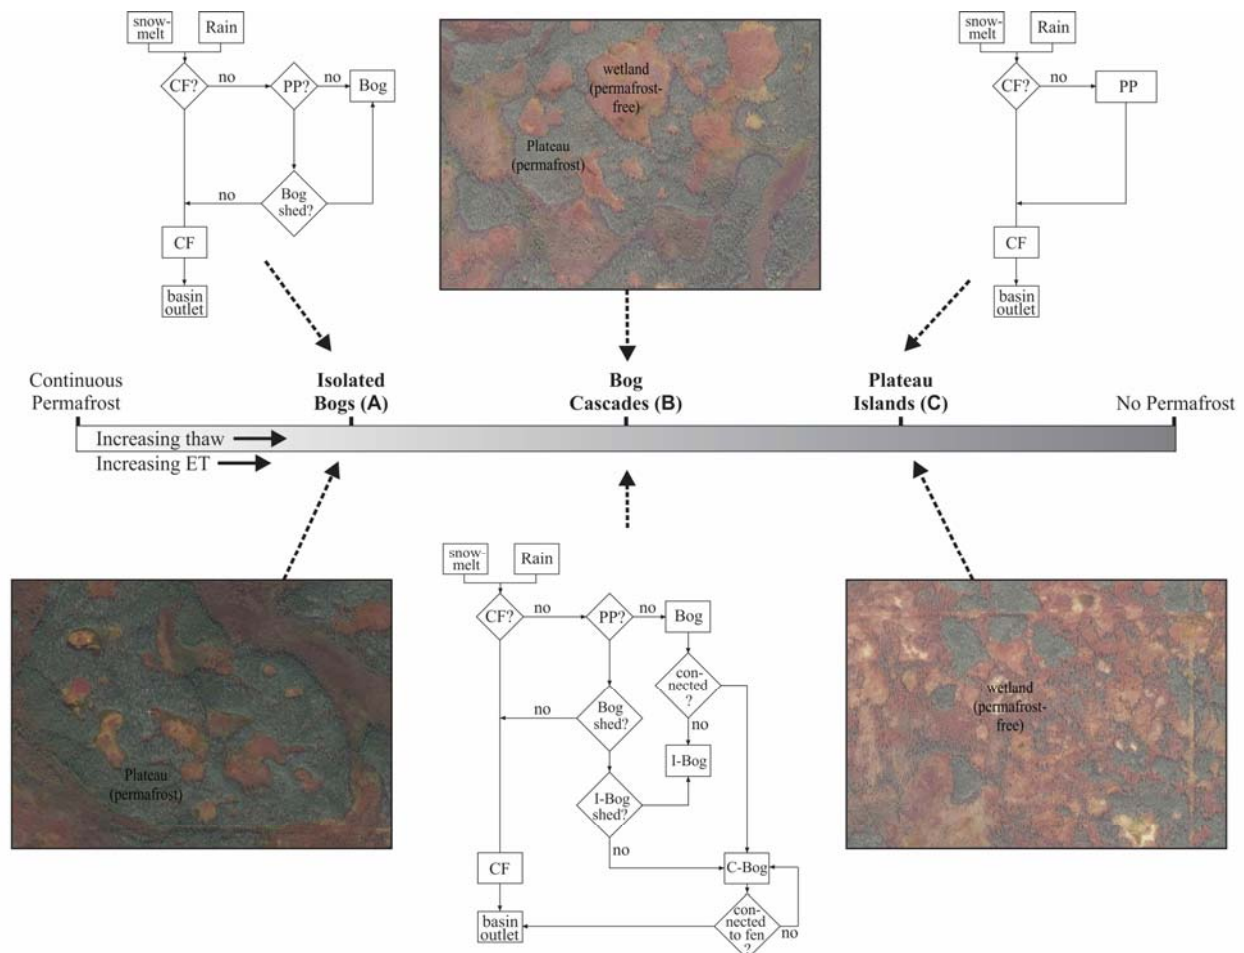 snow-
melt
Rain
CF?
no
PP?
no
Bog
no
Bog
shed?
CF
basin
outlet
wetland
(permafrost-
free)
Plateau
(permafrost)
snow-
melt
Rain
CF?
no
PP
CF
basin
outlet
Continuous
Permafrost
Isolated
Bogs (A)
Bog
Cascades (B)
Plateau
Islands (C)
No Permafrost
Increasing thaw
Increasing ET
Plateau
(permafrost)
snow-
melt
Rain
CF?
no
PP?
no
Bog
con-
nected
?
no
Bog
shed?
no
I-Bog
I-Bog
shed?
no
CF
C-Bog
basin
outlet
con-
nected
to fen
?
no
wetland
(permafrost-
free)